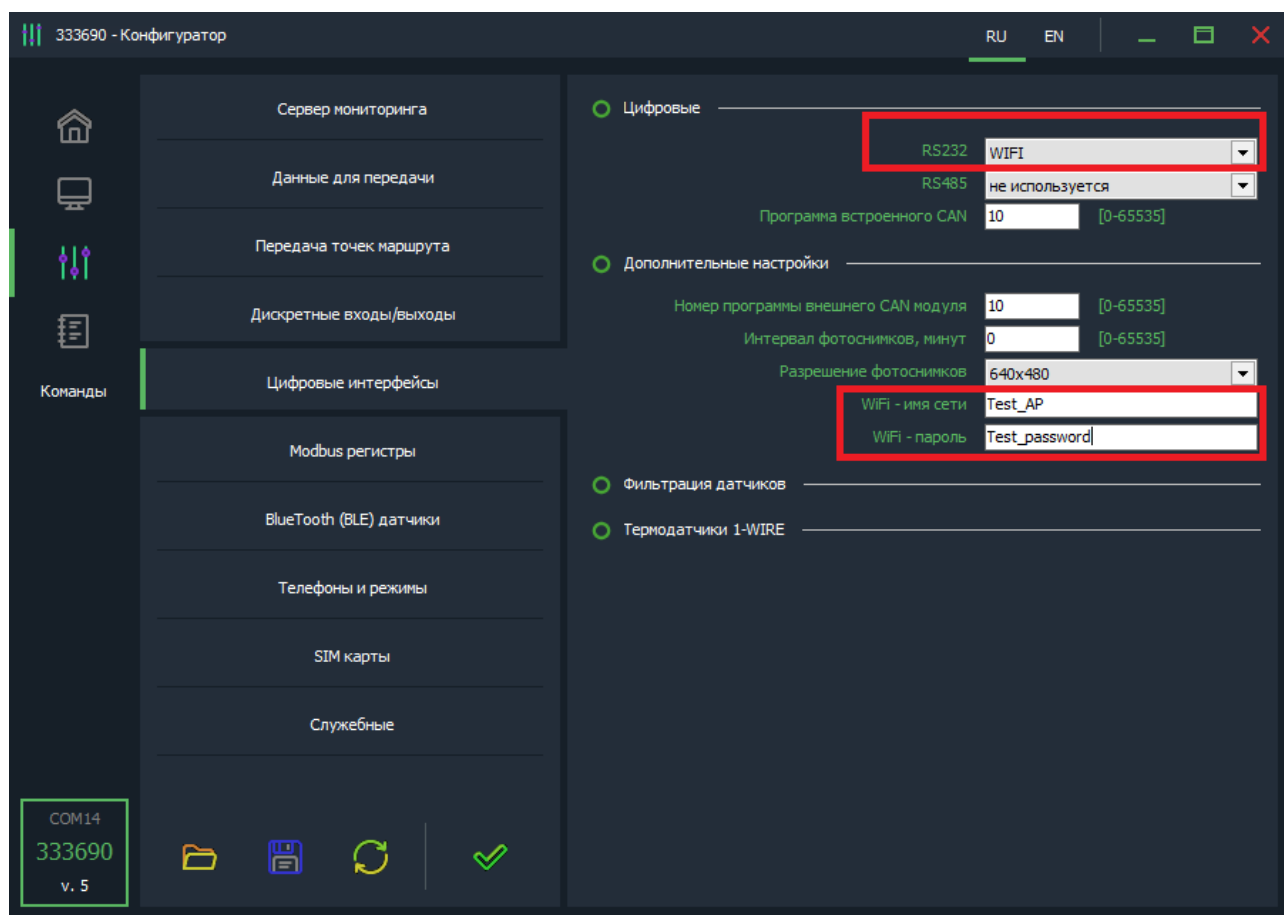 333690 - Конфигуратор
RU EN
Команды
COM14
333690
v. 5
Сервер мониторинга
Данные для передачи
Передача точек маршрута
Дискретные входы/выходы
Цифровые интерфейсы
Modbus регистры
BlueTooth (BLE) датчики
Телефоны и режимы
SIM карты
Служебные
Цифровые
RS232 WIFI
RS485 не используется
Программа встроенного CAN 10 [0-65535]
Дополнительные настройки
Номер программы внешнего CAN модуля 10 [0-65535]
Интервал фотоснимков, минут 0 [0-65535]
Разрешение фотоснимков 640x480
WiFi - имя сети Test_AP
WiFi - пароль Test_password
Фильтрация датчиков
Термодатчики 1-WIRE